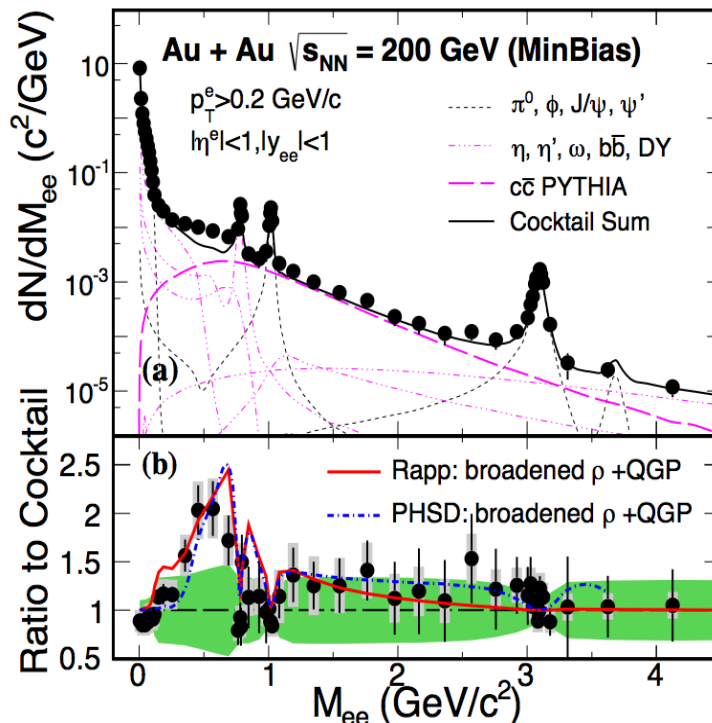 Au + Au √s_NN = 200 GeV (MinBias)
p_T^e>0.2 GeV/c
|η^e|<1,|y_ee|<1
π⁰, φ, J/ψ, ψ’
η, η’, ω, bb̄, DY
cc̄ PYTHIA
Cocktail Sum
dN/dM_ee (c²/GeV)
10
10⁻¹
10⁻³
10⁻⁵
(a)
(b)
Rapp: broadened ρ +QGP
PHSD: broadened ρ +QGP
Ratio to Cocktail
2.5
2
1.5
1
0.5
0 1 2 3 4
M_ee (GeV/c²)